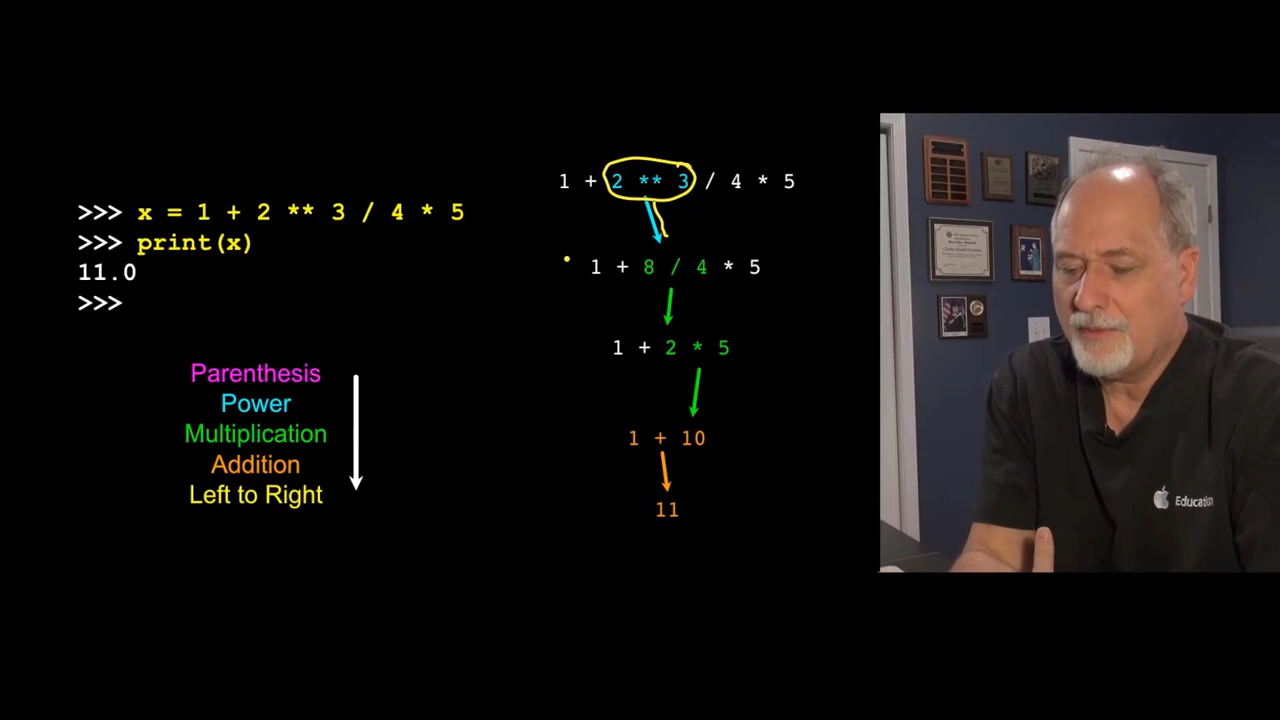 >>> x = 1 + 2 ** 3 / 4 * 5
>>> print(x)
11.0
>>>
Parenthesis
Power
Multiplication
Addition
Left to Right
1 + 2 ** 3 / 4 * 5
1 + 8 / 4 * 5
1 + 2 * 5
1 + 10
11
Education